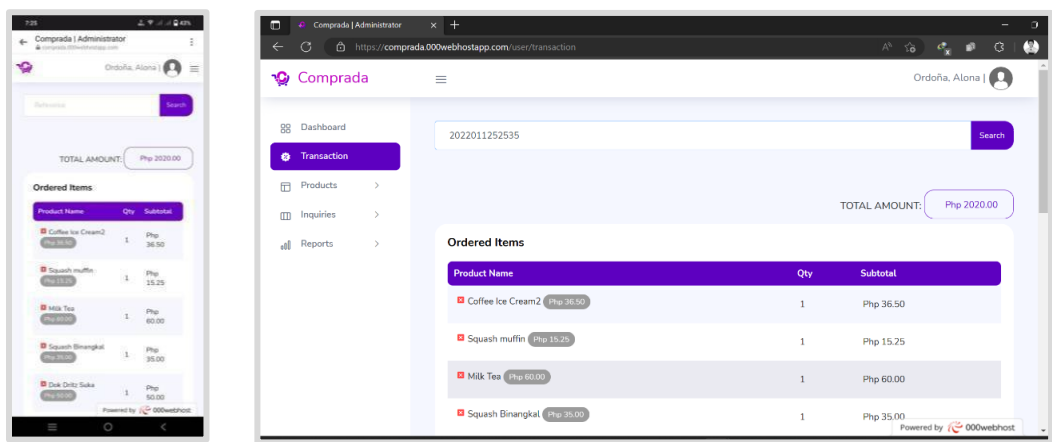 7:25
43%
Comprada | Administrator
comprada.000webhostapp.com
Ordoña, Alona |
Reference
Search
TOTAL AMOUNT:
Php 2020.00
Ordered Items
Product Name Qty Subtotal
Coffee Ice Cream2
Php 36.50
1
Php
36.50
Squash muffin
Php 15.25
1
Php
15.25
Milk Tea
Php 60.00
1
Php
60.00
Squash Binangkal
Php 35.00
1
Php
35.00
Dok Dritz Suka
Php 50.00
1
Php
50.00
Powered by 000webhost
Comprada | Administrator
https://comprada.000webhostapp.com/user/transaction
Comprada
Ordoña, Alona |
Dashboard
Transaction
Products
Inquiries
Reports
2022011252535
Search
TOTAL AMOUNT: Php 2020.00
Ordered Items
Product Name Qty Subtotal
Coffee Ice Cream2 Php 36.50 1 Php 36.50
Squash muffin Php 15.25 1 Php 15.25
Milk Tea Php 60.00 1 Php 60.00
Squash Binangkal Php 35.00 1 Php 35.00
Powered by 000webhost